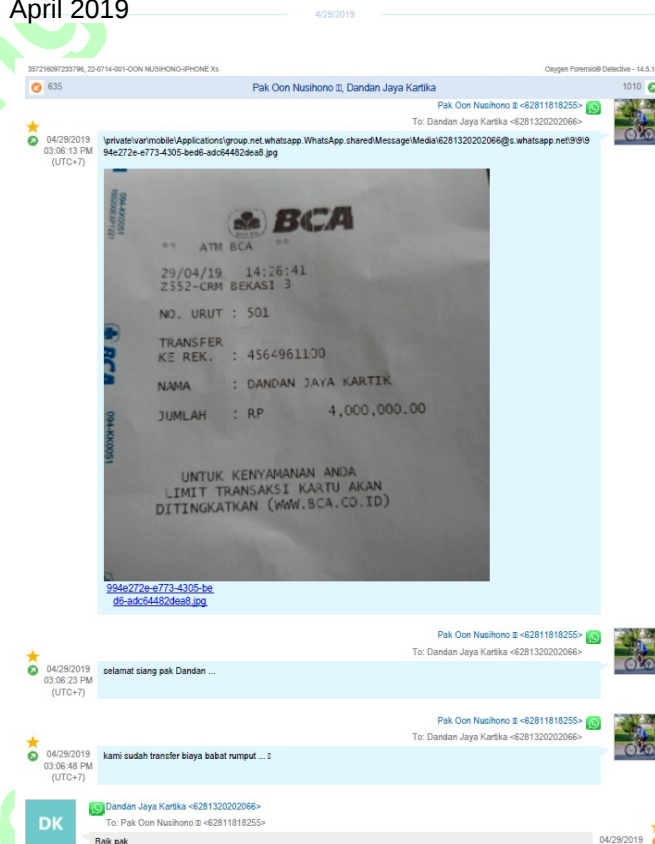 April 2019
4/29/2019
357216097233796, 22-0714-001-OON NUSIHONO-IPHONE Xs
Oxygen Forensic® Detective - 14.5.1
635
Pak Oon Nusihono, Dandan Jaya Kartika
1010
Pak Oon Nusihono <62811818255>
To: Dandan Jaya Kartika <6281320202066>
04/29/2019
03:06:13 PM
(UTC+7)
\private\var\mobile\Applications\group.net.whatsapp.WhatsApp.shared\Message\Media\6281320202066@s.whatsapp.net\9\9\9
94e272e-e773-4305-bed6-adc64482dea8.jpg
094-KK0051
BCA
** ATM BCA **
29/04/19 14:26:41
Z552-CRM BEKASI 3
NO. URUT : 501
TRANSFER
KE REK. : 4564961100
NAMA : DANDAN JAYA KARTIK
JUMLAH : RP 4,000,000.00
UNTUK KENYAMANAN ANDA
LIMIT TRANSAKSI KARTU AKAN
DITINGKATKAN (WWW.BCA.CO.ID)
BCA
094-KK0051
994e272e-e773-4305-be
d6-adc64482dea8.jpg
Pak Oon Nusihono <62811818255>
To: Dandan Jaya Kartika <6281320202066>
04/29/2019
03:06:23 PM
(UTC+7)
selamat siang pak Dandan ...
Pak Oon Nusihono <62811818255>
To: Dandan Jaya Kartika <6281320202066>
04/29/2019
03:06:48 PM
(UTC+7)
kami sudah transfer biaya babat rumput ...
DK
Dandan Jaya Kartika <6281320202066>
To: Pak Oon Nusihono <62811818255>
Baik pak
04/29/2019